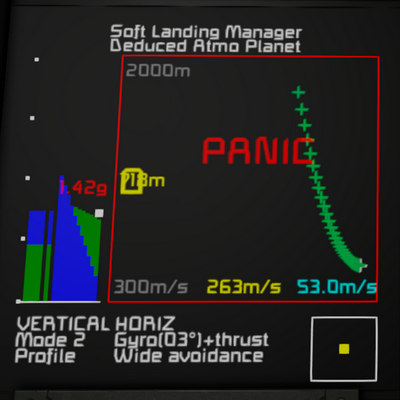 Soft Landing Manager
Deduced Atmo Planet
2000m
PANIC
1.42g
718m
300m/s 263m/s 53.0m/s
VERTICAL HORIZ
Mode 2 Gyro(03°)+thrust
Profile Wide avoidance